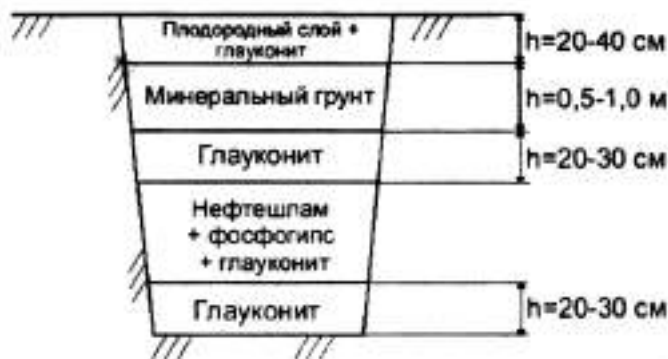 Плодородный слой +
глауконит
h=20-40 см
Минеральный грунт
h=0,5-1,0 м
Глауконит
h=20-30 см
Нефтешлам
+ фосфогипс
+ глауконит
Глауконит
h=20-30 см